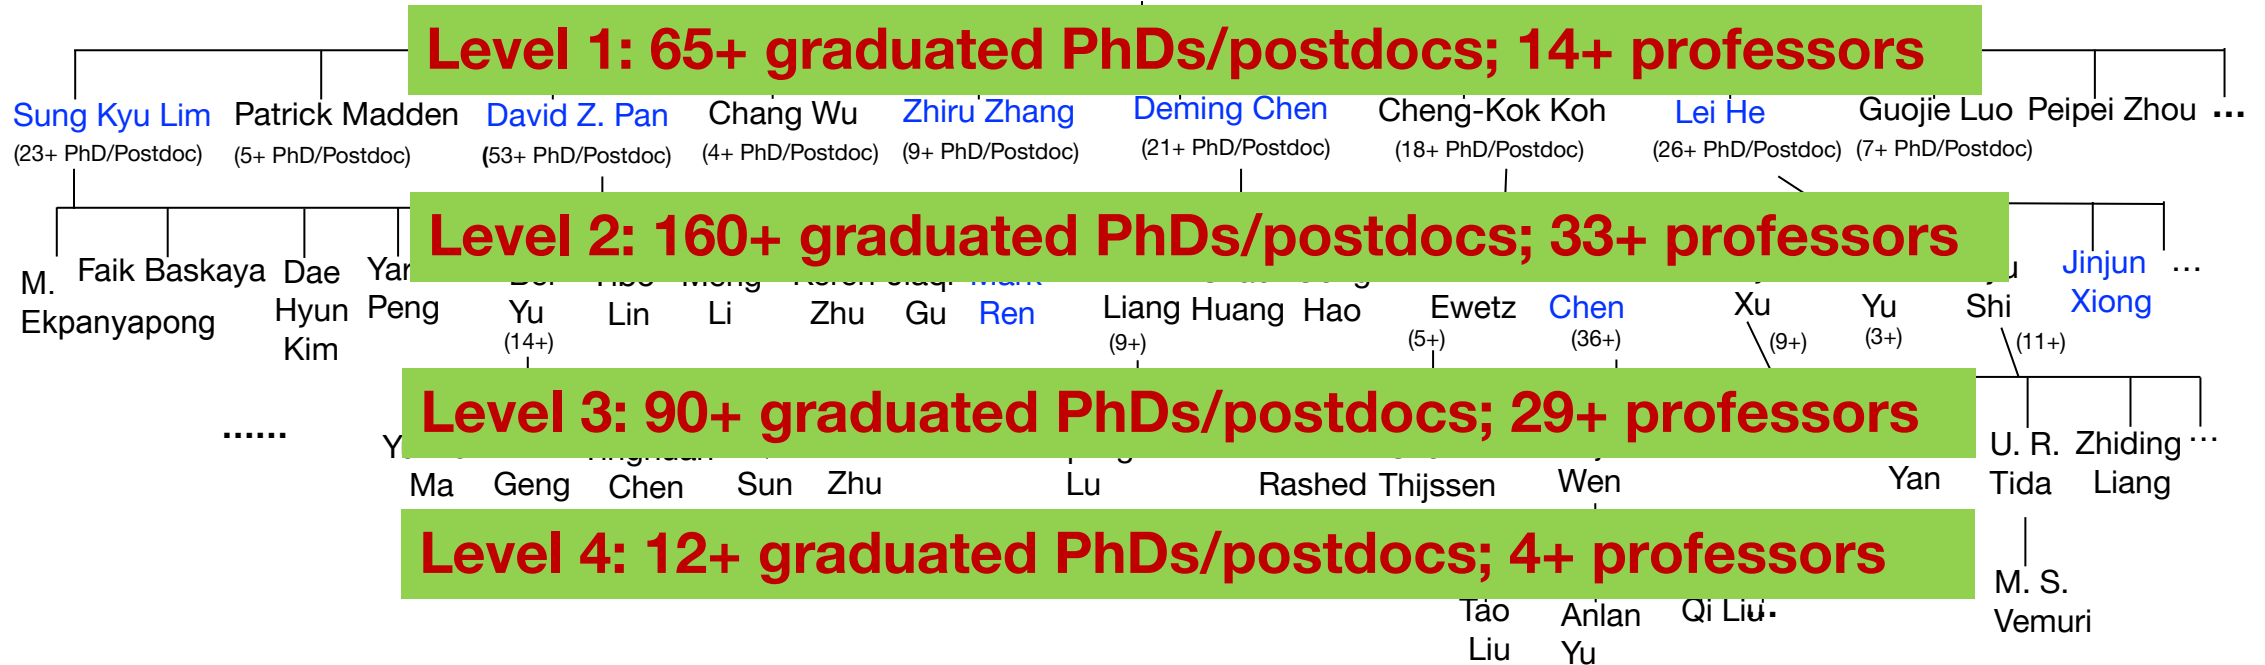 Level 1: 65+ graduated PhDs/postdocs; 14+ professors
Sung Kyu Lim Patrick Madden David Z. Pan Chang Wu Zhiru Zhang Deming Chen Cheng-Kok Koh Lei He Guojie Luo Peipei Zhou ...
(23+ PhD/Postdoc) (5+ PhD/Postdoc) (53+ PhD/Postdoc) (4+ PhD/Postdoc) (9+ PhD/Postdoc) (21+ PhD/Postdoc) (18+ PhD/Postdoc) (26+ PhD/Postdoc) (7+ PhD/Postdoc)
Level 2: 160+ graduated PhDs/postdocs; 33+ professors
M. Faik Baskaya Dae Jinjun ...
Ekpanyapong Hyun Peng Yu Lin Li Zhu Gu Ren Liang Huang Hao Ewetz Chen Xu Yu Shi Xiong
Kim (14+) (9+) (5+) (36+) (9+) (3+) (11+)
Level 3: 90+ graduated PhDs/postdocs; 29+ professors
...... U. R. Zhiding ...
Ma Geng Chen Sun Zhu Lu Rashed Thijssen Wen Yan Tida Liang
Level 4: 12+ graduated PhDs/postdocs; 4+ professors
Tao Anlan Qi Liu ... M. S.
Liu Yu Vemuri